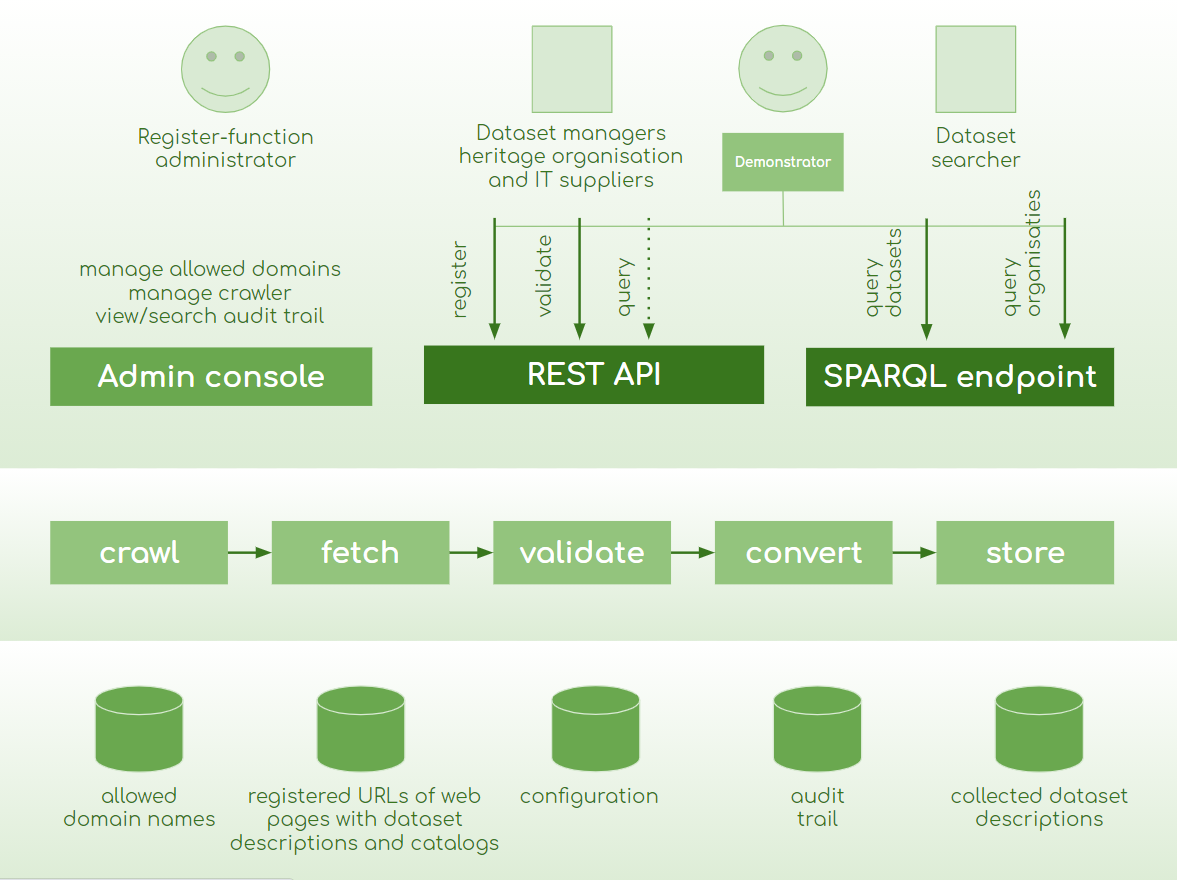 Register-function
administrator
Dataset managers
heritage organisation
and IT suppliers
Demonstrator
Dataset
searcher
manage allowed domains
manage crawler
view/search audit trail
register
validate
query
query
datasets
query
organisaties
Admin console
REST API
SPARQL endpoint
crawl
fetch
validate
convert
store
allowed
domain names
registered URLs of web
pages with dataset
descriptions and catalogs
configuration
audit
trail
collected dataset
descriptions